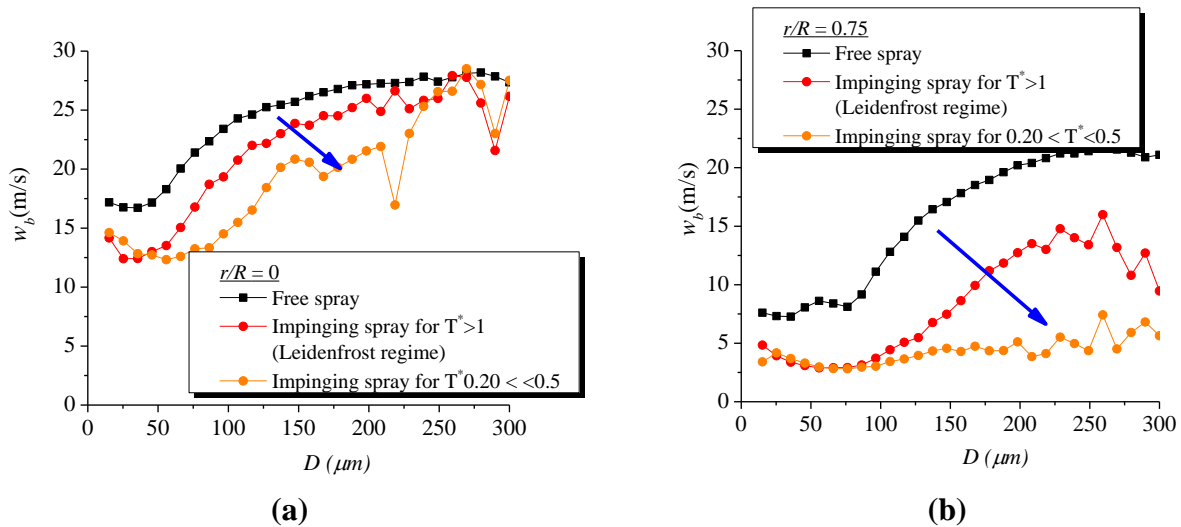 30
25
20
15
10
5
0
w_b(m/s)
r/R = 0
Free spray
Impinging spray for T*>1
(Leidenfrost regime)
Impinging spray for T*0.20 < <0.5
0 50 100 150 200 250 300
D (μm)
(a)
r/R = 0.75
Free spray
Impinging spray for T*>1
(Leidenfrost regime)
Impinging spray for 0.20 < T*<0.5
30
25
20
15
10
5
0
w_b(m/s)
0 50 100 150 200 250 300
D (μm)
(b)